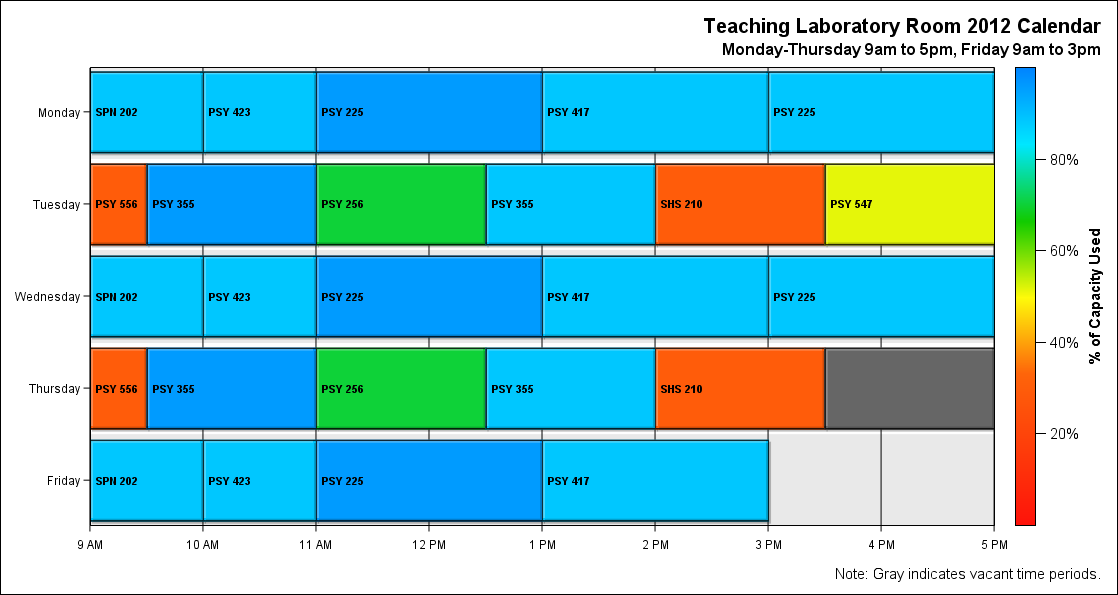 Teaching Laboratory Room 2012 Calendar
Monday-Thursday 9am to 5pm, Friday 9am to 3pm
Monday
SPN 202
PSY 423
PSY 225
PSY 417
PSY 225
Tuesday
PSY 556
PSY 355
PSY 256
PSY 355
SHS 210
PSY 547
Wednesday
SPN 202
PSY 423
PSY 225
PSY 417
PSY 225
Thursday
PSY 556
PSY 355
PSY 256
PSY 355
SHS 210
Friday
SPN 202
PSY 423
PSY 225
PSY 417
9 AM
10 AM
11 AM
12 PM
1 PM
2 PM
3 PM
4 PM
5 PM
80%
60%
40%
20%
% of Capacity Used
Note: Gray indicates vacant time periods.